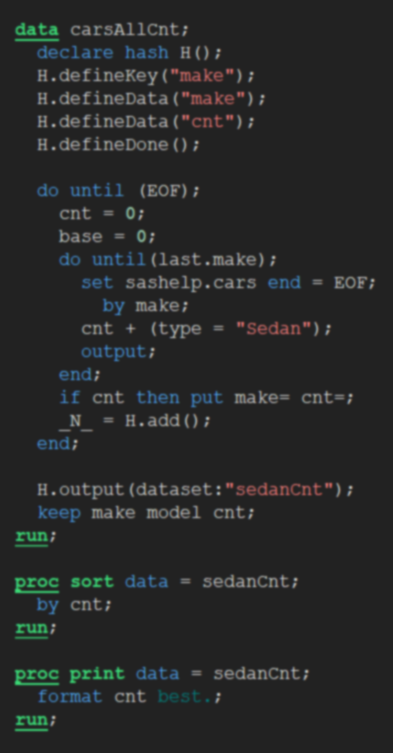 data carsAllCnt;
declare hash H();
H.defineKey("make");
H.defineData("make");
H.defineData("cnt");
H.defineDone();
do until (EOF);
cnt = 0;
base = 0;
do until(last.make);
set sashelp.cars end = EOF;
by make;
cnt + (type = "Sedan");
output;
end;
if cnt then put make= cnt=;
_N_ = H.add();
end;
H.output(dataset:"sedanCnt");
keep make model cnt;
run;
proc sort data = sedanCnt;
by cnt;
run;
proc print data = sedanCnt;
format cnt best.;
run;